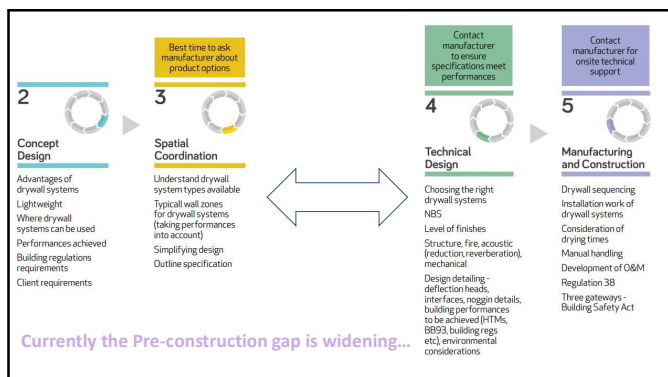 Best time to ask
manufacturer about
product options
Contact
manufacturer
to ensure
specifications meet
performances
Contact
manufacturer for
onsite technical
support
2
Concept
Design
Advantages of
drywall systems
Lightweight
Where drywall
systems can be used
Performances achieved
Building regulations
requirements
Client requirements
3
Spatial
Coordination
Understand drywall
system types available
Typicall wall zones
for drywall systems
(taking performances
into account)
Simplifying design
Outline specification
4
Technical
Design
Choosing the right
drywall systems
NBS
Level of finishes
Structure, fire, acoustic
(reduction, reverberation),
mechanical
Design detailing -
deflection heads,
interfaces, noggin details,
building performances
to be achieved (HTMs,
BB93, building regs
etc), environmental
considerations
5
Manufacturing
and Construction
Drywall sequencing
Installation work of
drywall systems
Consideration of
drying times
Manual handling
Development of O&M
Regulation 38
Three gateways -
Building Safety Act
Currently the Pre-construction gap is widening...